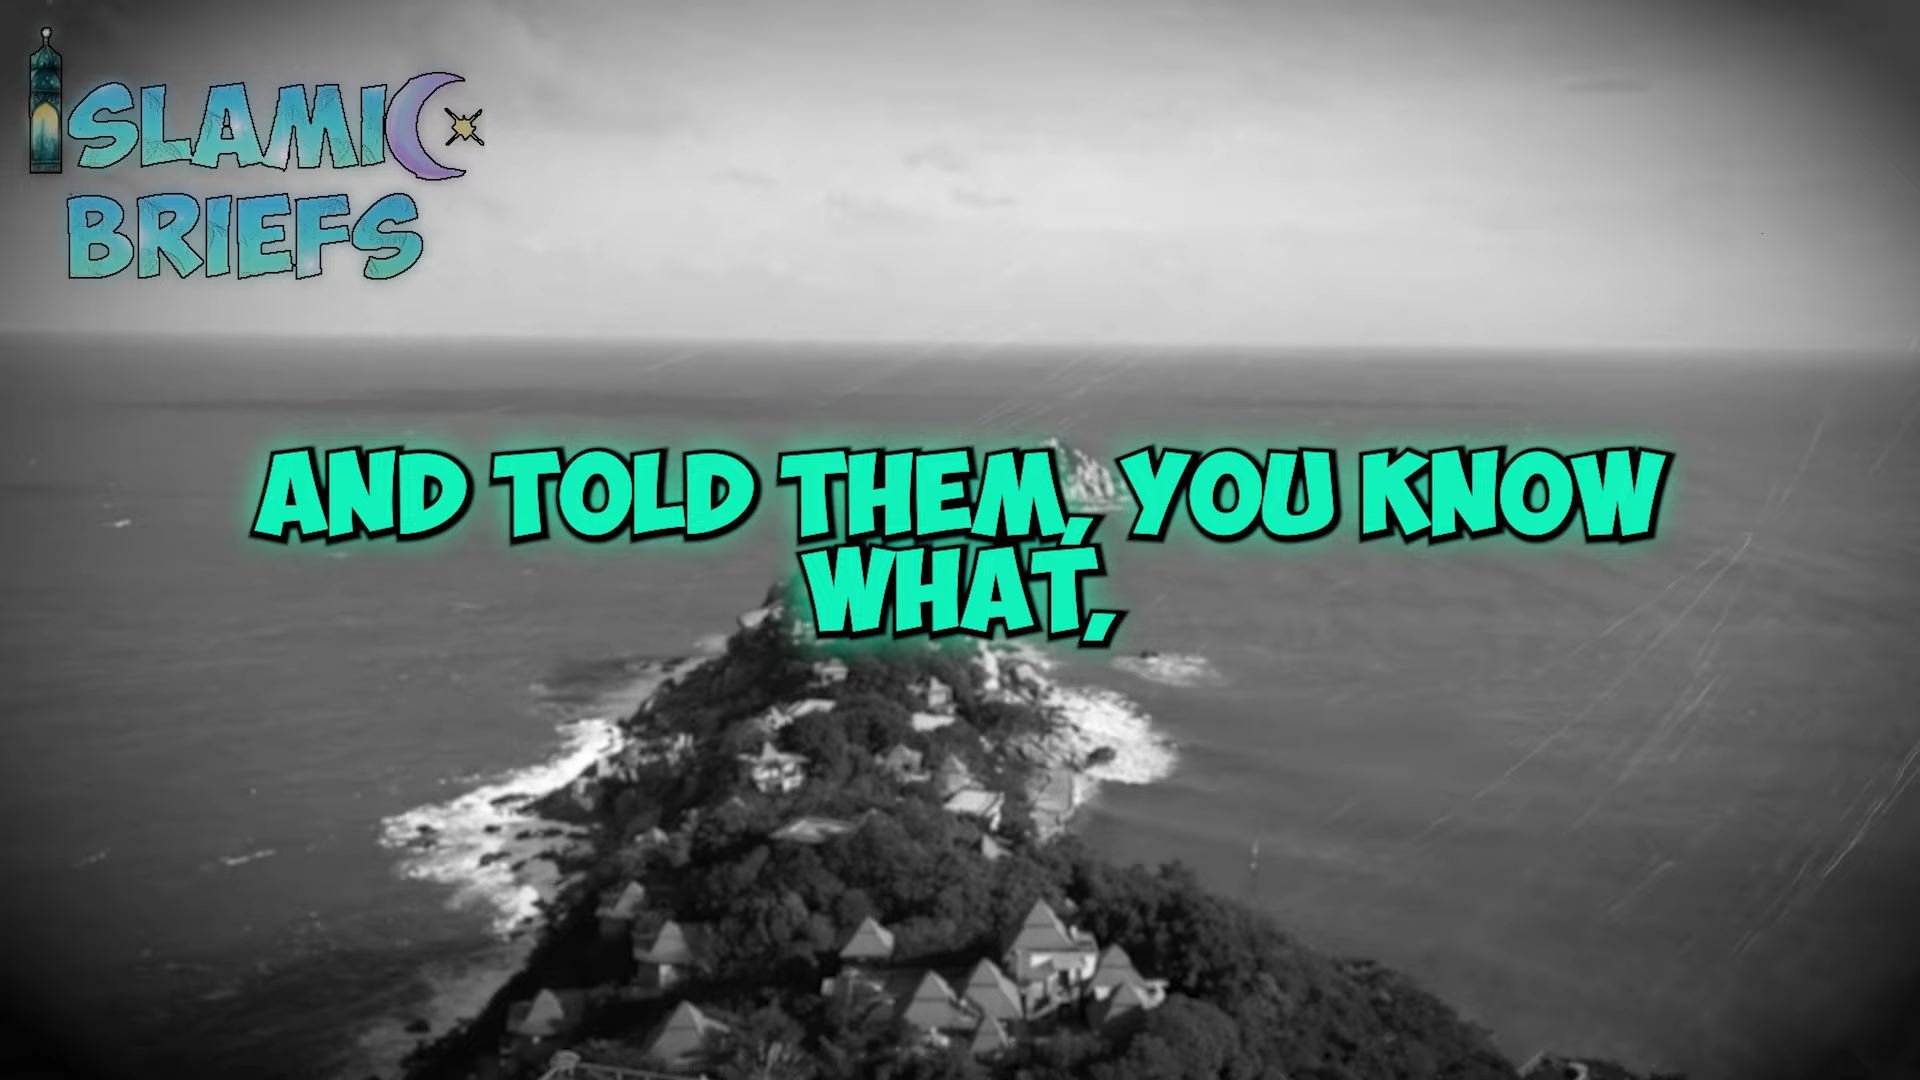 ISLAMIC
BRIEFS
AND TOLD THEM, YOU KNOW
WHAT,